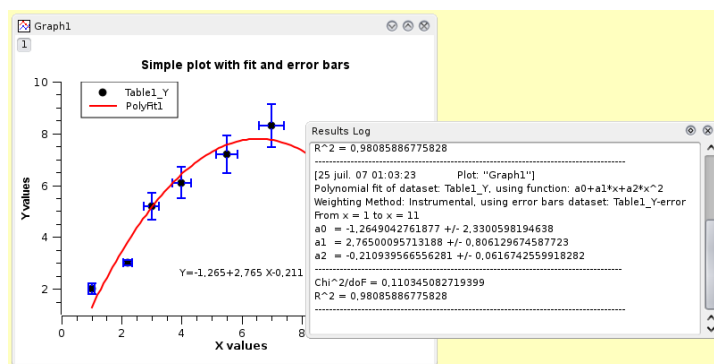 Graph1
1
Simple plot with fit and error bars
Table1_Y
PolyFit1
10
8
6
4
2
Y values
Y=-1,265+2,765 X-0,211
0 2 4 6 8
X values
Results Log
R^2 = 0,98085886775828
--------------------------------------------------------------------------------
[25 juil. 07 01:03:23 Plot: "Graph1"]
Polynomial fit of dataset: Table1_Y, using function: a0+a1*x+a2*x^2
Weighting Method: Instrumental, using error bars dataset: Table1_Y-error
From x = 1 to x = 11
a0 = -1,2649042761877 +/- 2,3300598194638
a1 = 2,76500095713188 +/- 0,806129674587723
a2 = -0,210939566556281 +/- 0,0616742559918282
--------------------------------------------------------------------------------
Chi^2/doF = 0,110345082719399
R^2 = 0,98085886775828
--------------------------------------------------------------------------------